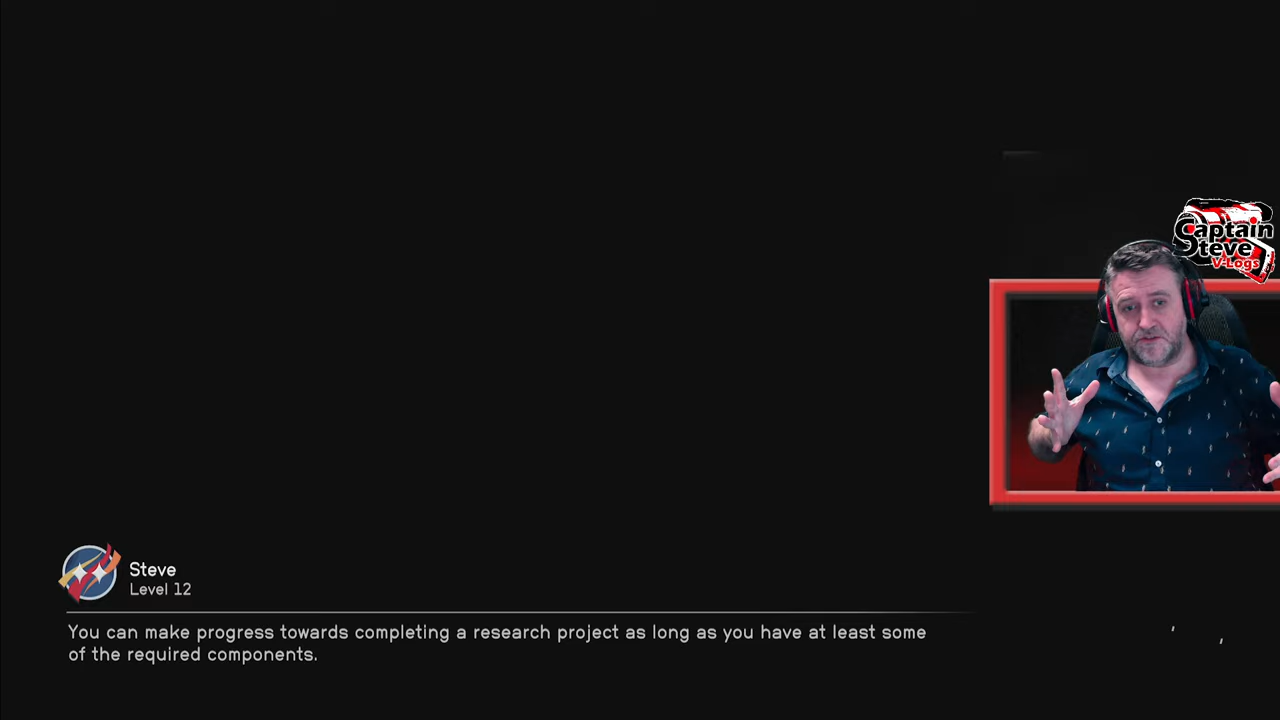 Captain
Steve
V-Logs
Steve
Level 12
You can make progress towards completing a research project as long as you have at least some
of the required components.